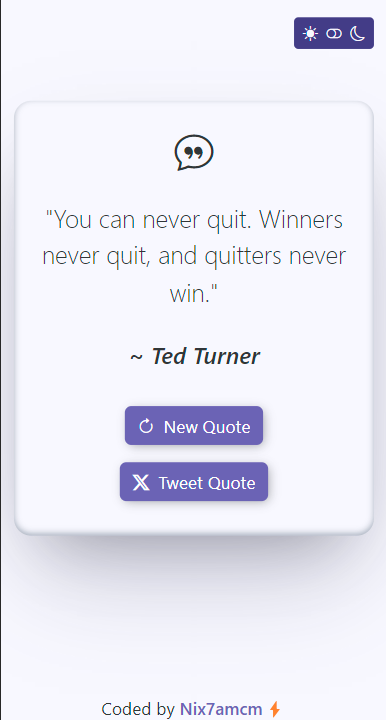 "You can never quit. Winners
never quit, and quitters never
win."
~ Ted Turner
New Quote
Tweet Quote
Coded by Nix7amcm